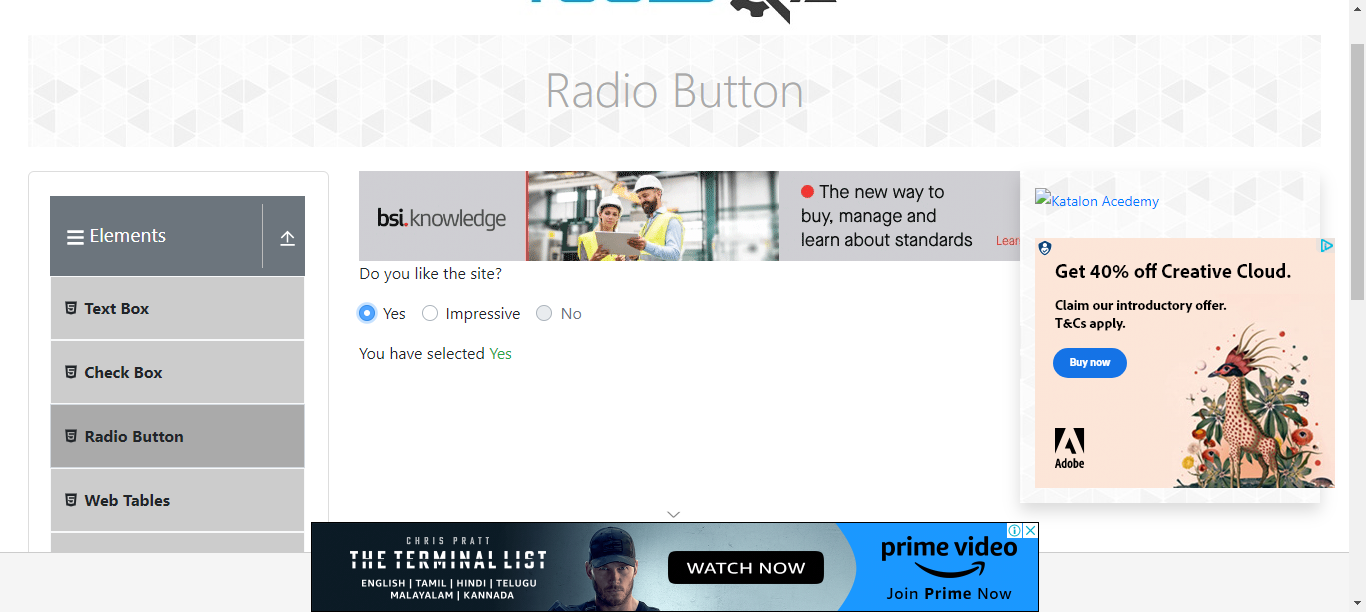 Radio Button
Elements
Text Box
Check Box
Radio Button
Web Tables
bsi.knowledge
The new way to
buy, manage and
learn about standards
Lear
Do you like the site?
Yes
Impressive
No
You have selected Yes
Katalon Acedemy
Get 40% off Creative Cloud.
Claim our introductory offer.
T&Cs apply.
Buy now
Adobe
CHRIS PRATT
THE TERMINAL LIST
ENGLISH | TAMIL | HINDI | TELUGU
MALAYALAM | KANNADA
WATCH NOW
prime video
Join Prime Now